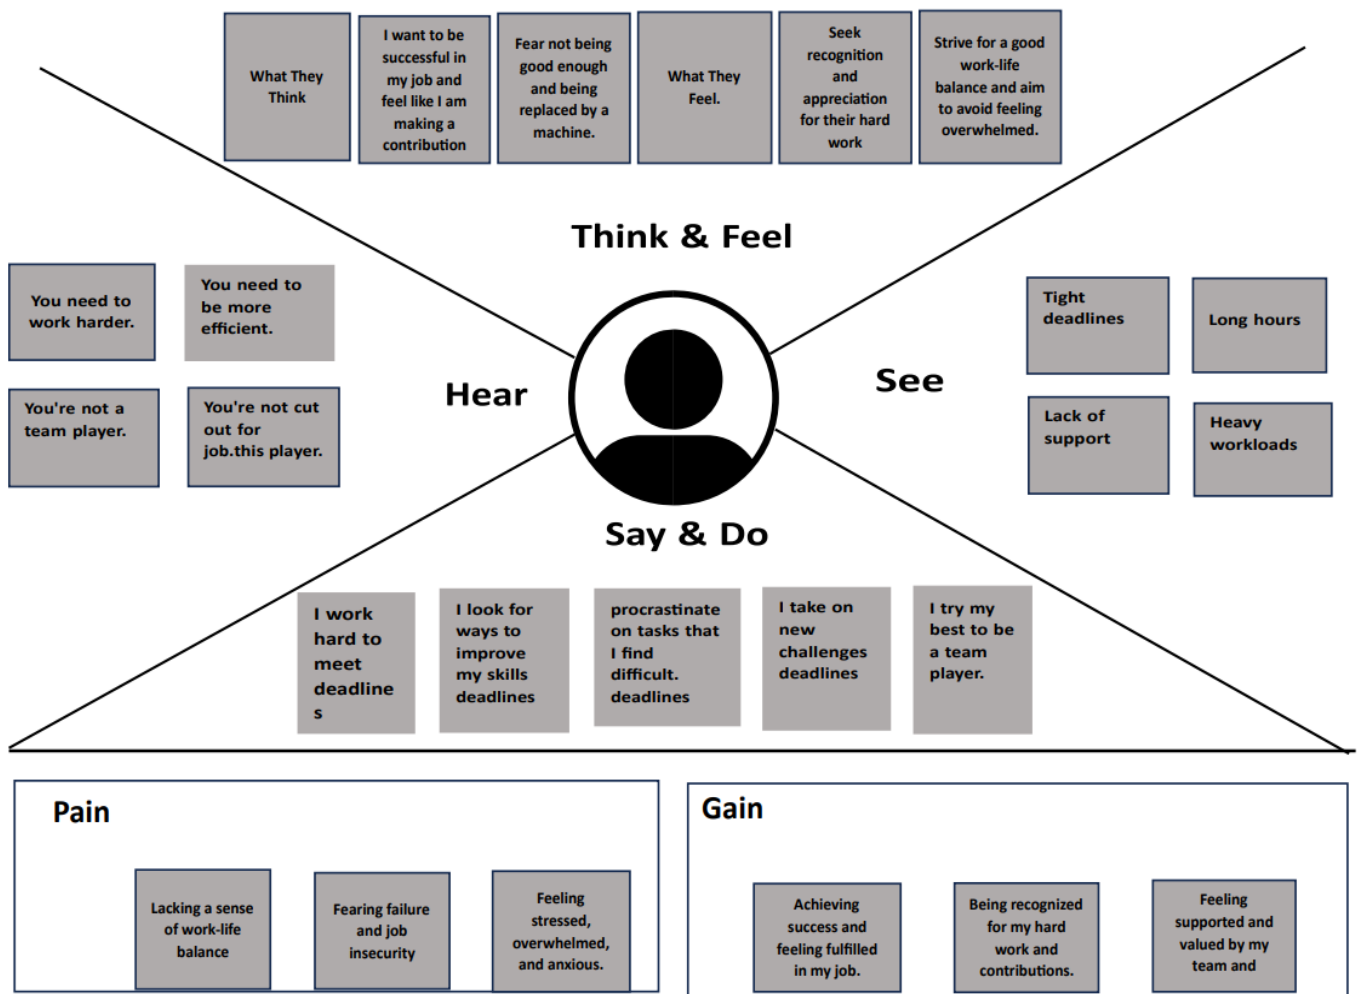 What They
Think
I want to be
successful in
my job and
feel like I am
making a
contribution
Fear not being
good enough
and being
replaced by a
machine.
What They
Feel.
Seek
recognition
and
appreciation
for their hard
work
Strive for a good
work-life
balance and aim
to avoid feeling
overwhelmed.
Think & Feel
You need to
work harder.
You need to
be more
efficient.
You're not a
team player.
You're not cut
out for
job.this player.
Hear
See
Tight
deadlines
Long hours
Lack of
support
Heavy
workloads
Say & Do
I work
hard to
meet
deadline
s
I look for
ways to
improve
my skills
deadlines
procrastinate
on tasks that
I find
difficult.
deadlines
I take on
new
challenges
deadlines
I try my
best to be
a team
player.
Pain
Lacking a sense
of work-life
balance
Fearing failure
and job
insecurity
Feeling
stressed,
overwhelmed,
and anxious.
Gain
Achieving
success and
feeling fulfilled
in my job.
Being recognized
for my hard
work and
contributions.
Feeling
supported and
valued by my
team and